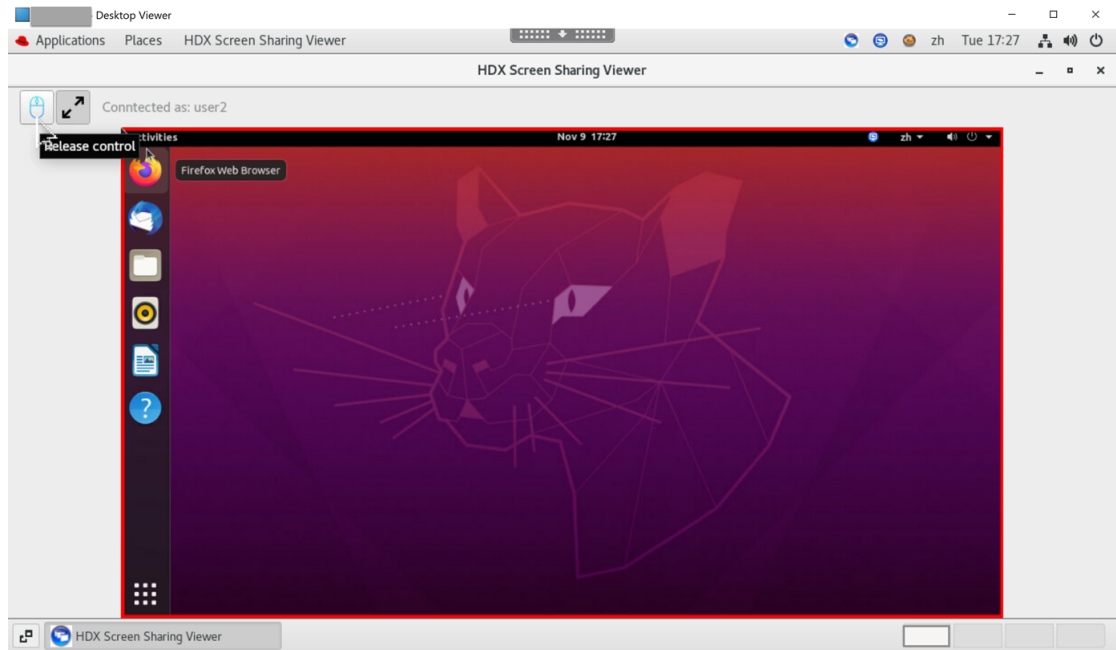 Desktop Viewer
Applications Places HDX Screen Sharing Viewer zh Tue 17:27
HDX Screen Sharing Viewer
Conntected as: user2
Release control
ctivities Nov 9 17:27 zh
Firefox Web Browser
?
HDX Screen Sharing Viewer